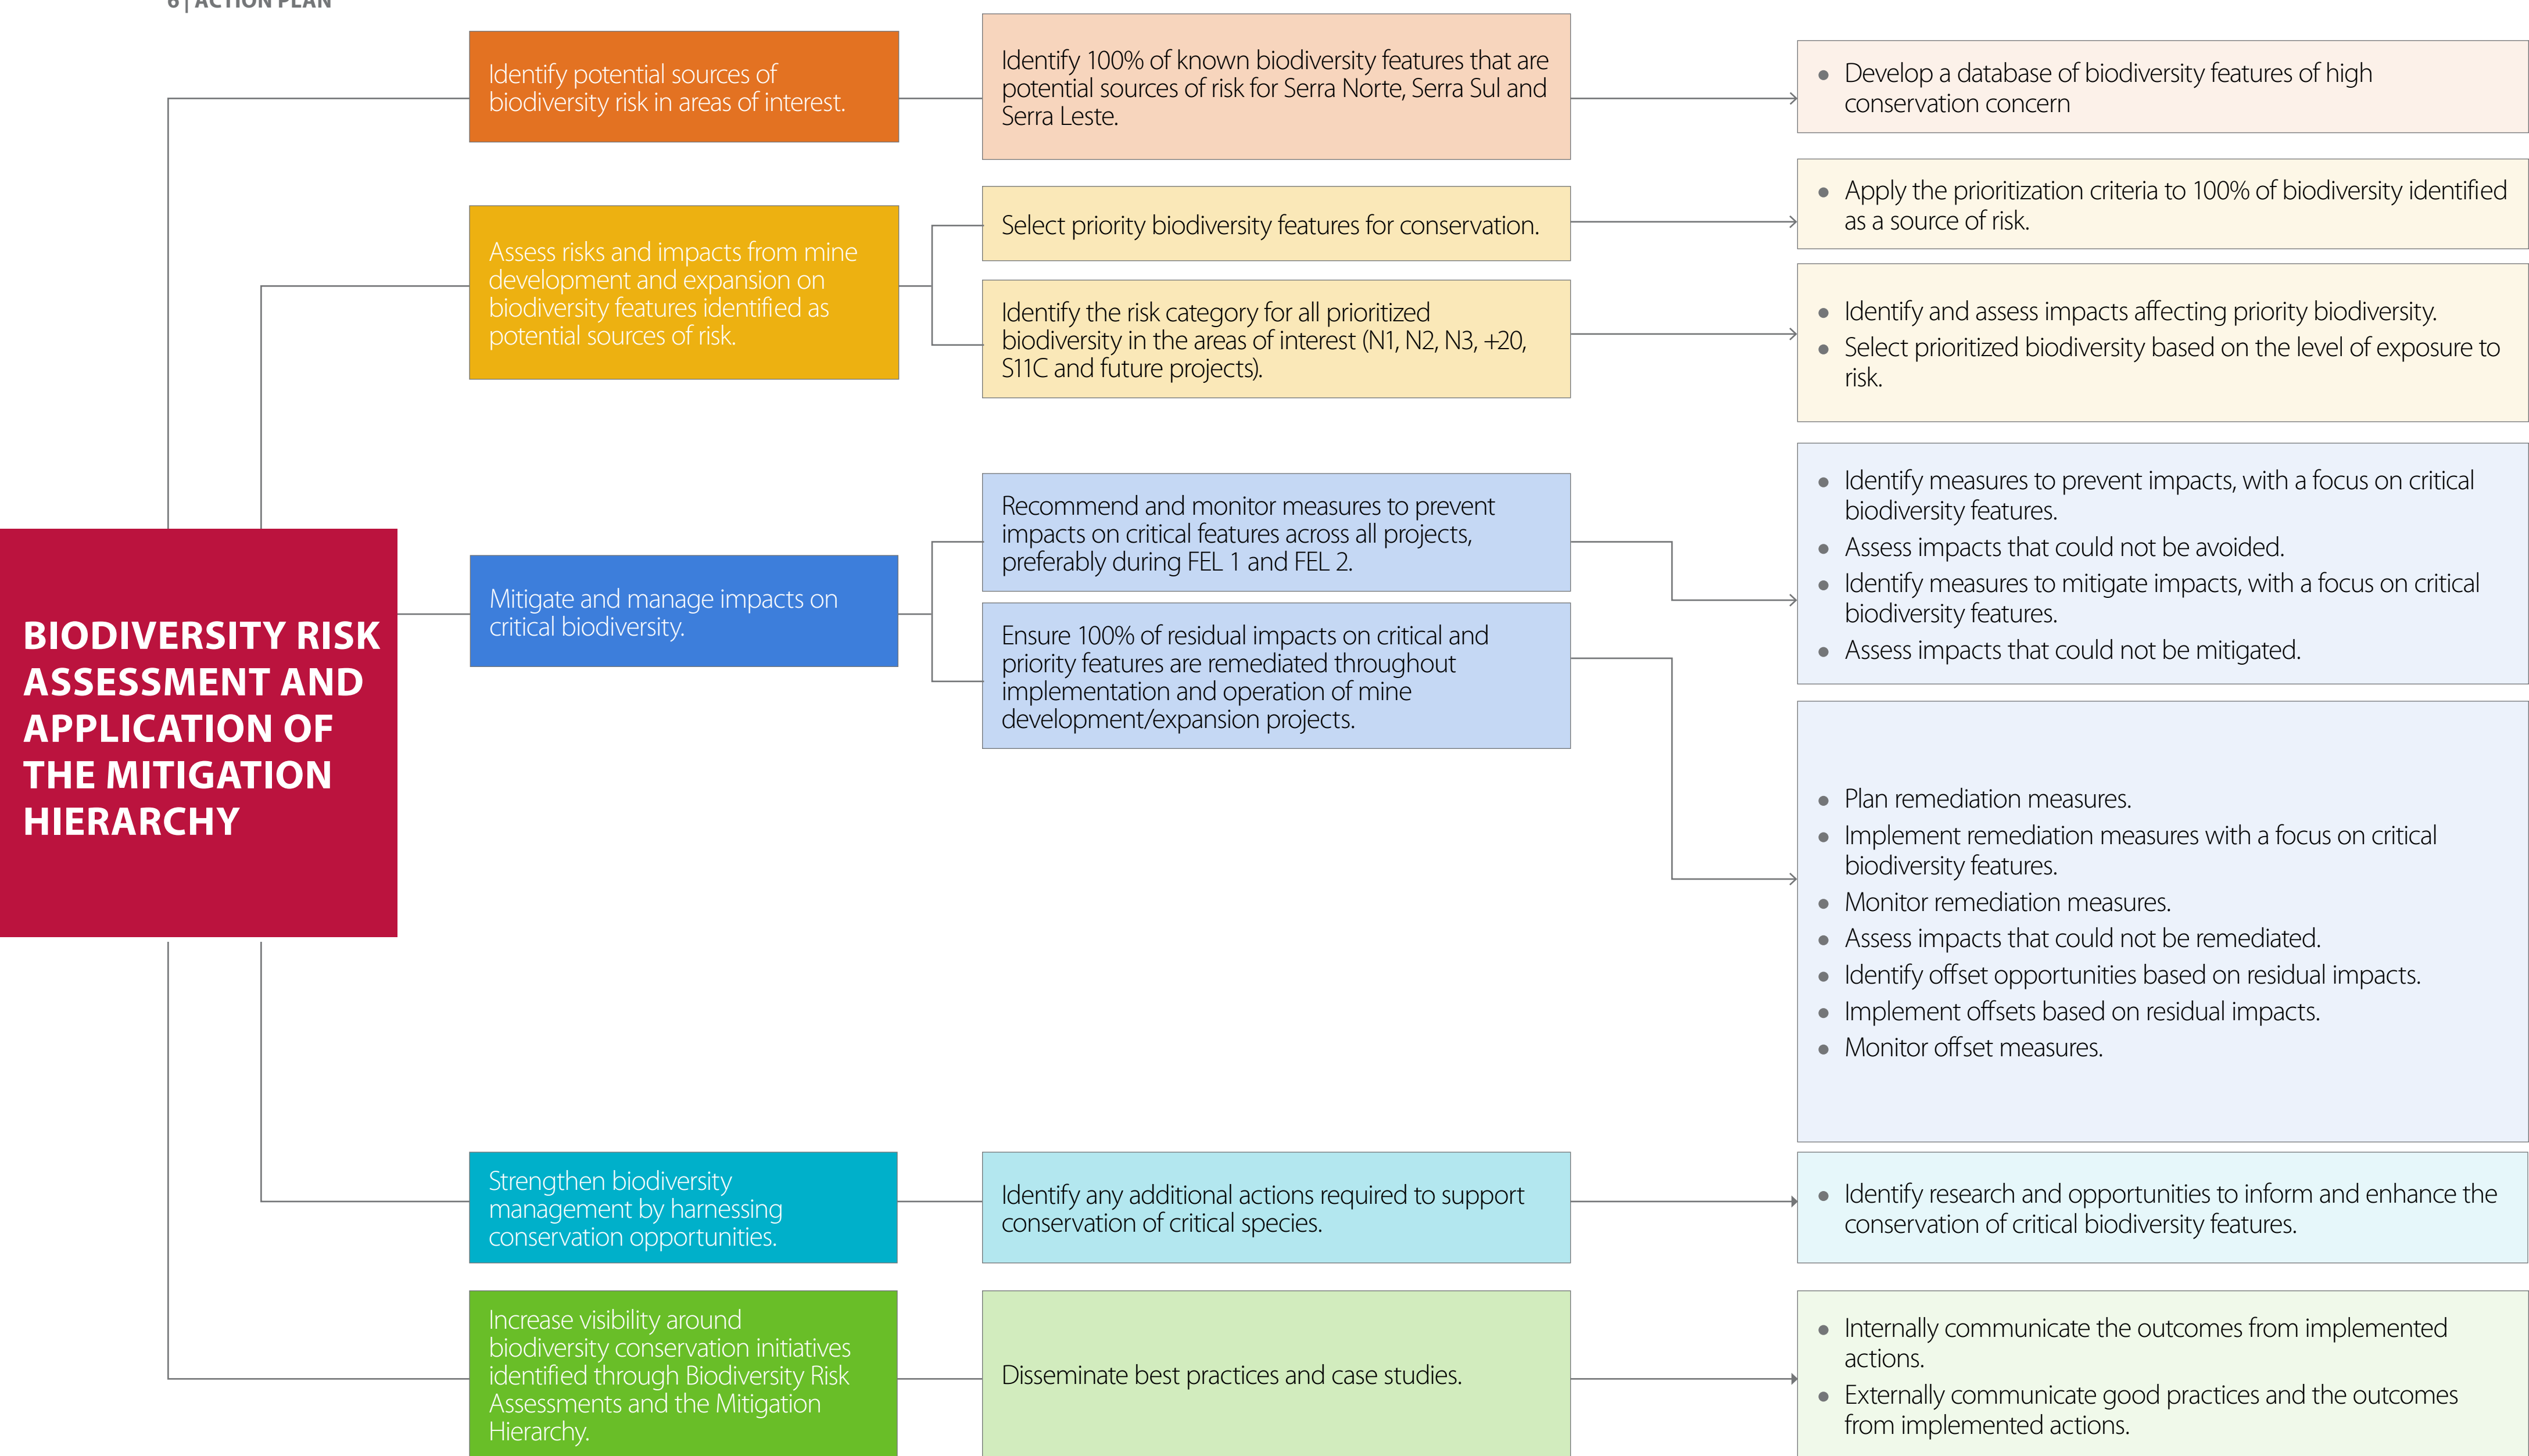 6 | ACTION PLAN
Identify potential sources of
biodiversity risk in areas of interest.
Identify 100% of known biodiversity features that are
potential sources of risk for Serra Norte, Serra Sul and
Serra Leste.
• Develop a database of biodiversity features of high
conservation concern
Assess risks and impacts from mine
development and expansion on
biodiversity features identified as
potential sources of risk.
Select priority biodiversity features for conservation.
• Apply the prioritization criteria to 100% of biodiversity identified
as a source of risk.
Identify the risk category for all prioritized
biodiversity in the areas of interest (N1, N2, N3, +20,
S11C and future projects).
• Identify and assess impacts affecting priority biodiversity.
• Select prioritized biodiversity based on the level of exposure to
risk.
BIODIVERSITY RISK
ASSESSMENT AND
APPLICATION OF
THE MITIGATION
HIERARCHY
Mitigate and manage impacts on
critical biodiversity.
Recommend and monitor measures to prevent
impacts on critical features across all projects,
preferably during FEL 1 and FEL 2.
• Identify measures to prevent impacts, with a focus on critical
biodiversity features.
• Assess impacts that could not be avoided.
• Identify measures to mitigate impacts, with a focus on critical
biodiversity features.
• Assess impacts that could not be mitigated.
Ensure 100% of residual impacts on critical and
priority features are remediated throughout
implementation and operation of mine
development/expansion projects.
• Plan remediation measures.
• Implement remediation measures with a focus on critical
biodiversity features.
• Monitor remediation measures.
• Assess impacts that could not be remediated.
• Identify offset opportunities based on residual impacts.
• Implement offsets based on residual impacts.
• Monitor offset measures.
Strengthen biodiversity
management by harnessing
conservation opportunities.
Identify any additional actions required to support
conservation of critical species.
• Identify research and opportunities to inform and enhance the
conservation of critical biodiversity features.
Increase visibility around
biodiversity conservation initiatives
identified through Biodiversity Risk
Assessments and the Mitigation
Hierarchy.
Disseminate best practices and case studies.
• Internally communicate the outcomes from implemented
actions.
• Externally communicate good practices and the outcomes
from implemented actions.